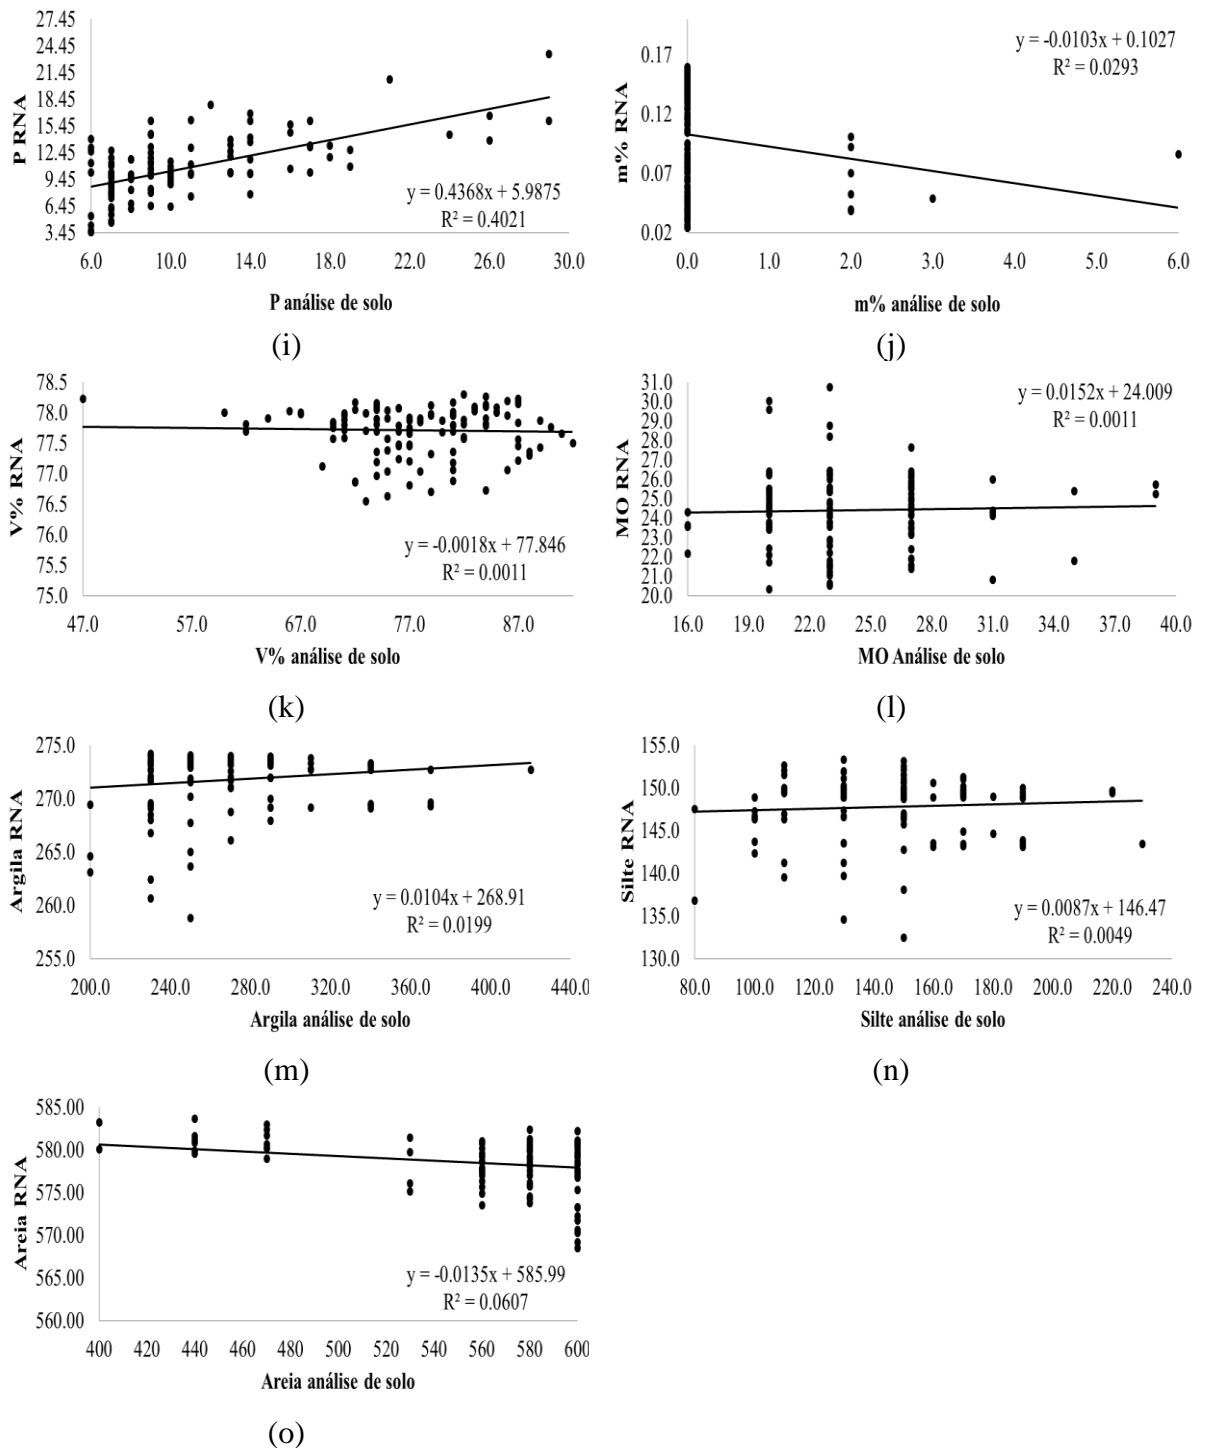 27.45
24.45
21.45
18.45
15.45
12.45
9.45
6.45
3.45
P RNA
y = 0.4368x + 5.9875
R² = 0.4021
6.0 10.0 14.0 18.0 22.0 26.0 30.0
P análise de solo
(i)
0.17
0.12
0.07
0.02
m% RNA
y = -0.0103x + 0.1027
R² = 0.0293
0.0 1.0 2.0 3.0 4.0 5.0 6.0
m% análise de solo
(j)
78.5
78.0
77.5
77.0
76.5
76.0
75.5
75.0
V% RNA
y = -0.0018x + 77.846
R² = 0.0011
47.0 57.0 67.0 77.0 87.0
V% análise de solo
(k)
31.0
30.0
29.0
28.0
27.0
26.0
25.0
24.0
23.0
22.0
21.0
20.0
MO RNA
y = 0.0152x + 24.009
R² = 0.0011
16.0 19.0 22.0 25.0 28.0 31.0 34.0 37.0 40.0
MO Análise de solo
(l)
275.0
270.0
265.0
260.0
255.0
Argila RNA
y = 0.0104x + 268.91
R² = 0.0199
200.0 240.0 280.0 320.0 360.0 400.0 440.0
Argila análise de solo
(m)
155.0
150.0
145.0
140.0
135.0
130.0
Silte RNA
y = 0.0087x + 146.47
R² = 0.0049
80.0 100.0 120.0 140.0 160.0 180.0 200.0 220.0 240.0
Silte análise de solo
(n)
585.00
580.00
575.00
570.00
565.00
560.00
Areia RNA
y = -0.0135x + 585.99
R² = 0.0607
400 420 440 460 480 500 520 540 560 580 600
Areia análise de solo
(o)